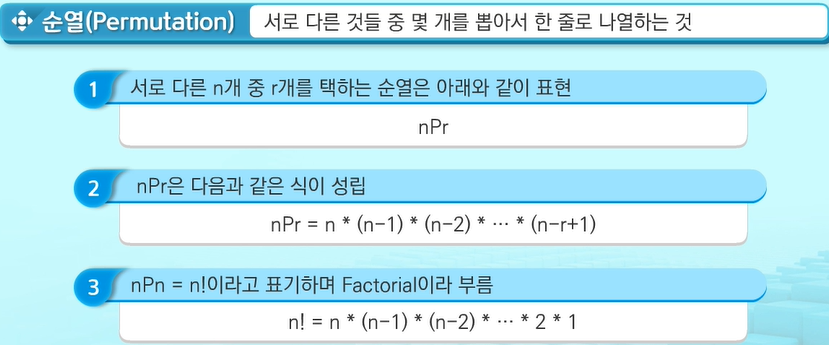 순열(Permutation) 서로 다른 것들 중 몇 개를 뽑아서 한 줄로 나열하는 것
1 서로 다른 n개 중 r개를 택하는 순열은 아래와 같이 표현
nPr
2 nPr은 다음과 같은 식이 성립
nPr = n * (n-1) * (n-2) * ⋯ * (n-r+1)
3 nPn = n!이라고 표기하며 Factorial이라 부름
n! = n * (n-1) * (n-2) * ⋯ * 2 * 1